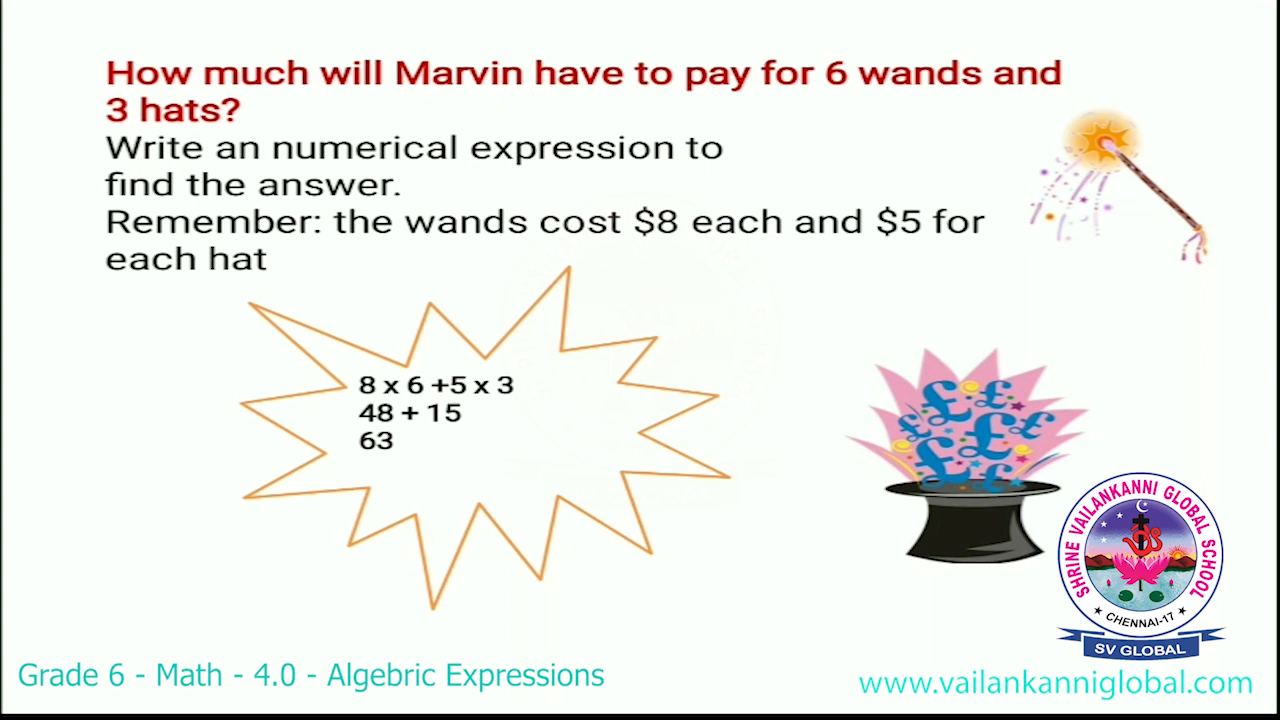 How much will Marvin have to pay for 6 wands and
3 hats?
Write an numerical expression to
find the answer.
Remember: the wands cost $8 each and $5 for
each hat
8 x 6 +5 x 3
48 + 15
63
SHRINE VAILANKANNI GLOBAL SCHOOL
★ CHENNAI-17 ★
SV GLOBAL
Grade 6 - Math - 4.0 - Algebric Expressions
www.vailankanniglobal.com